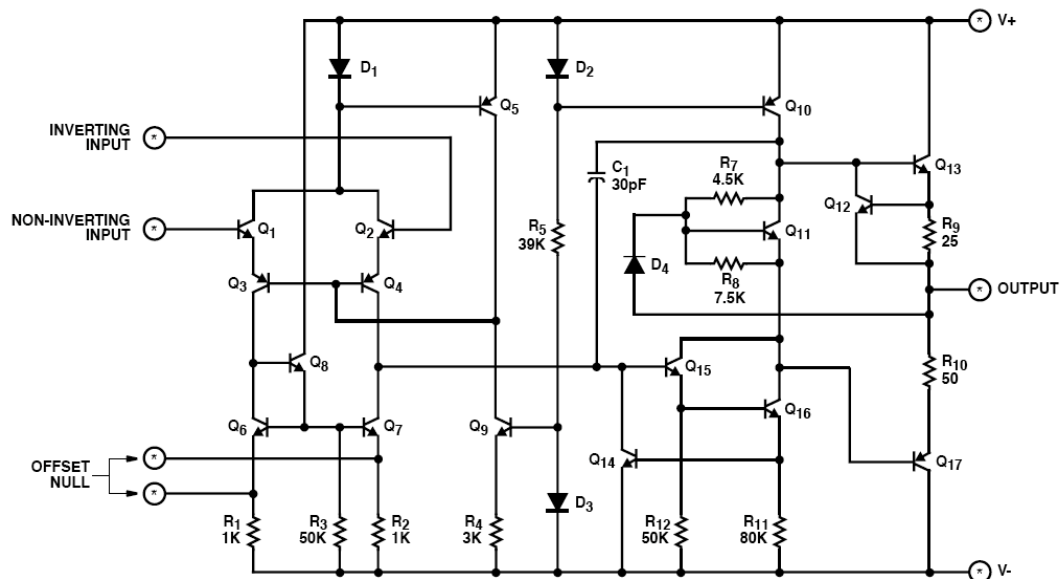 V+
D1
D2
Q5
Q10
INVERTING
INPUT
Q13
C1
30pF
R7
4.5K
Q12
NON-INVERTING
INPUT
Q1
Q2
R5
39K
Q11
R9
25
D4
R8
7.5K
Q3
Q4
OUTPUT
Q8
Q15
R10
50
Q16
Q6
Q7
Q9
Q14
Q17
OFFSET
NULL
D3
R1
1K
R3
50K
R2
1K
R4
3K
R12
50K
R11
80K
V-